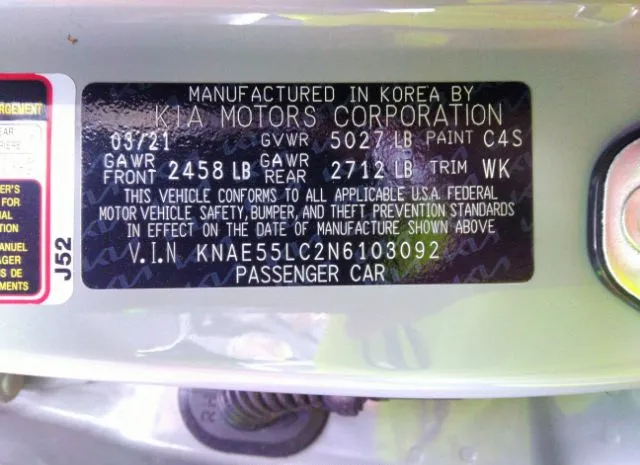 MANUFACTURED IN KOREA BY
KIA MOTORS CORPORATION
03/21 GVWR 5027 LB PAINT C4S
GAWR FRONT 2458 LB GAWR REAR 2712 LB TRIM WK
THIS VEHICLE CONFORMS TO ALL APPLICABLE U.S.A. FEDERAL
MOTOR VEHICLE SAFETY, BUMPER, AND THEFT PREVENTION STANDARDS
IN EFFECT ON THE DATE OF MANUFACTURE SHOWN ABOVE
V.I.N KNAE55LC2N6103092
PASSENGER CAR
J52
MANUEL
MENTS